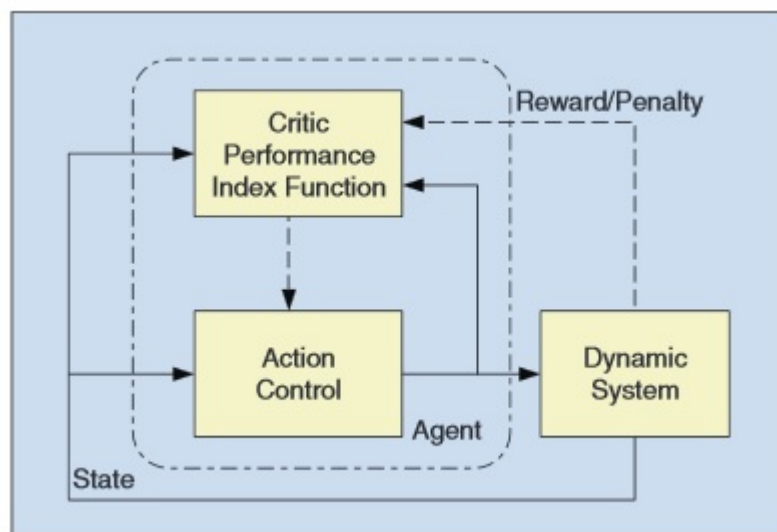 Reward/Penalty
Critic
Performance
Index Function
Action
Control
Dynamic
System
Agent
State